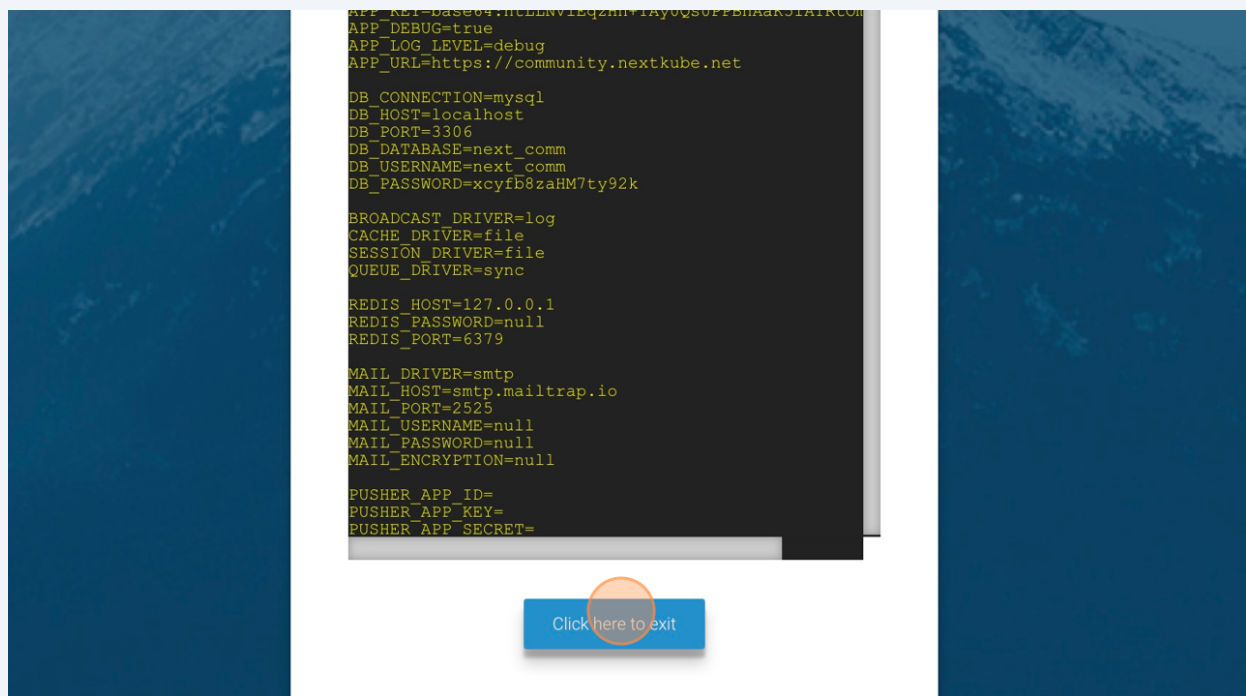 APP_DEBUG=true
APP_LOG_LEVEL=debug
APP_URL=https://community.nextkube.net
DB_CONNECTION=mysql
DB_HOST=localhost
DB_PORT=3306
DB_DATABASE=next_comm
DB_USERNAME=next_comm
DB_PASSWORD=xcyfb8zaHM7ty92k
BROADCAST_DRIVER=log
CACHE_DRIVER=file
SESSION_DRIVER=file
QUEUE_DRIVER=sync
REDIS_HOST=127.0.0.1
REDIS_PASSWORD=null
REDIS_PORT=6379
MAIL_DRIVER=smtp
MAIL_HOST=smtp.mailtrap.io
MAIL_PORT=2525
MAIL_USERNAME=null
MAIL_PASSWORD=null
MAIL_ENCRYPTION=null
PUSHER_APP_ID=
PUSHER_APP_KEY=
PUSHER_APP_SECRET=
Click here to exit